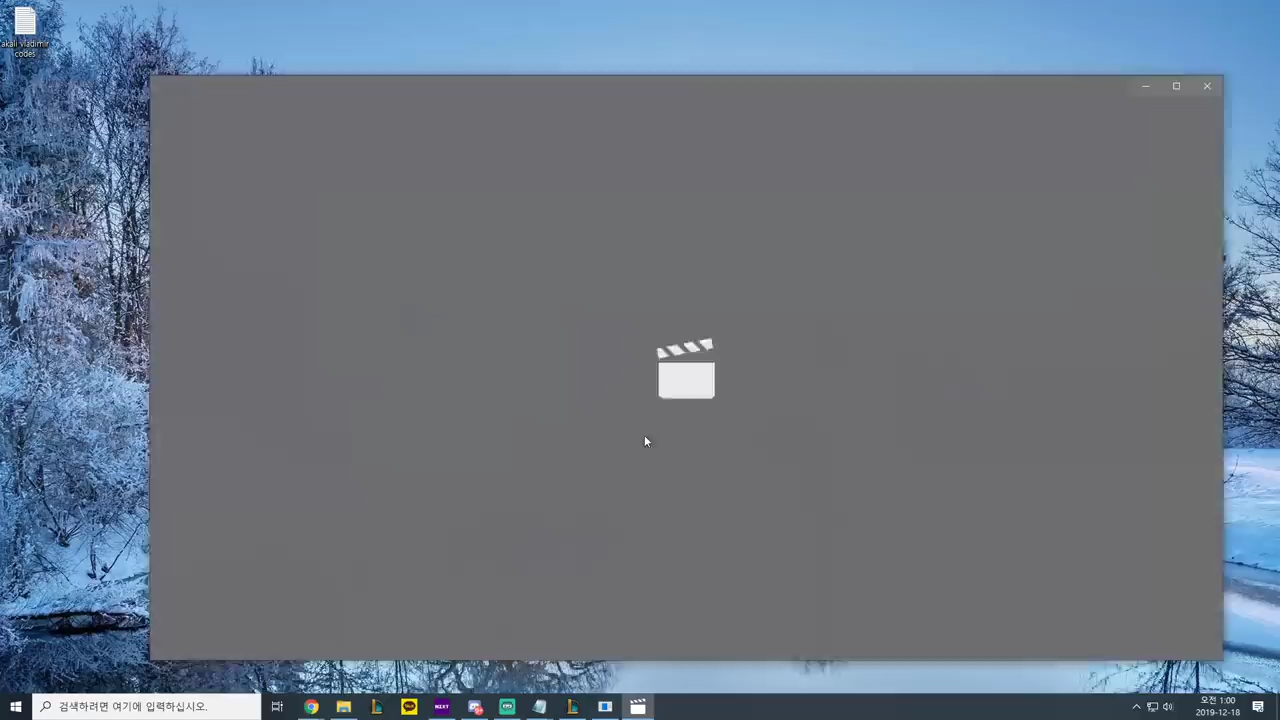 akali vladimir
codes
검색하려면 여기에 입력하십시오.
TALK
NEXT
오전 1:00
2019-12-18